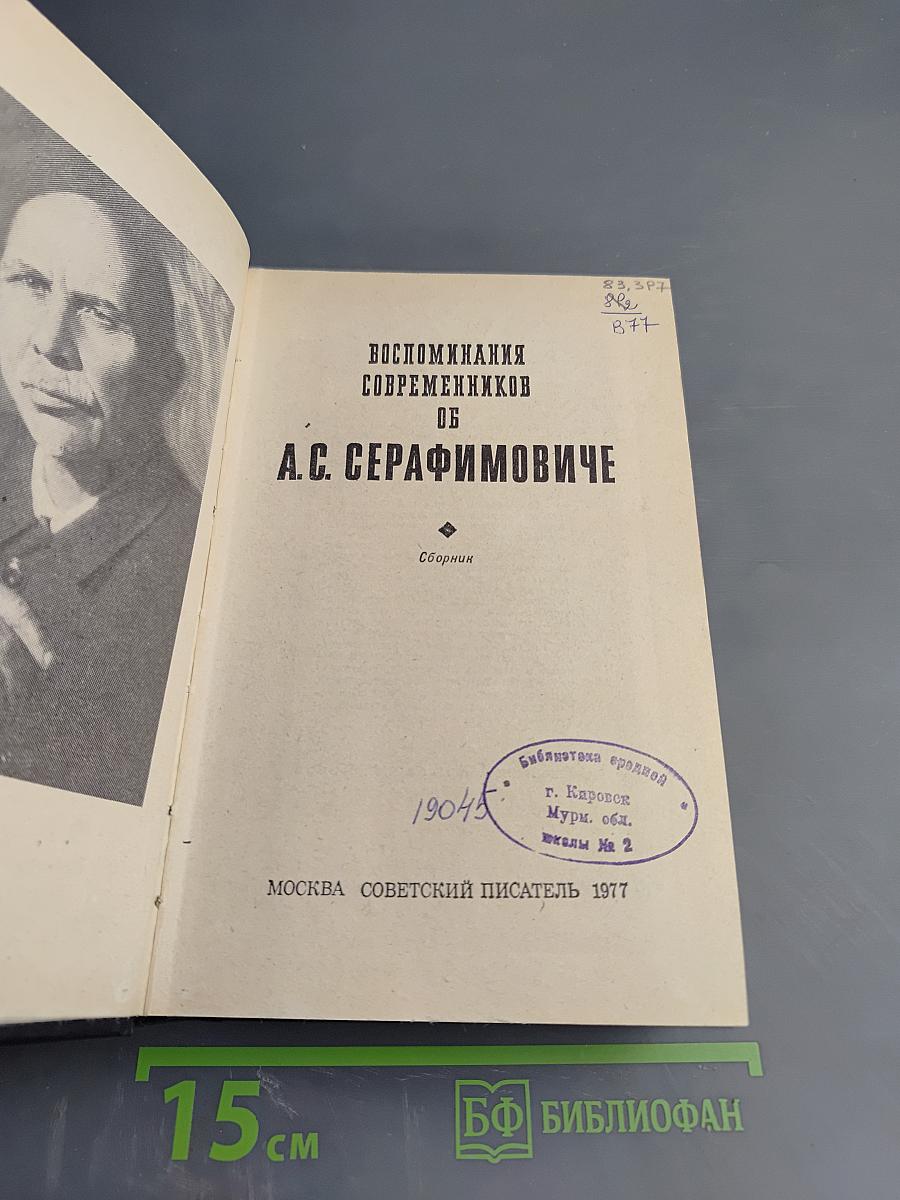 83,3Р7
8Р2
В77
ВОСПОМИНАНИЯ
СОВРЕМЕННИКОВ
ОБ
А.С. СЕРАФИМОВИЧЕ
Сборник
19045
Библиотека средней
г. Кировск
Мурм. обл.
школы № 2
МОСКВА СОВЕТСКИЙ ПИСАТЕЛЬ 1977
15 см
БФ БИБЛИОФАН